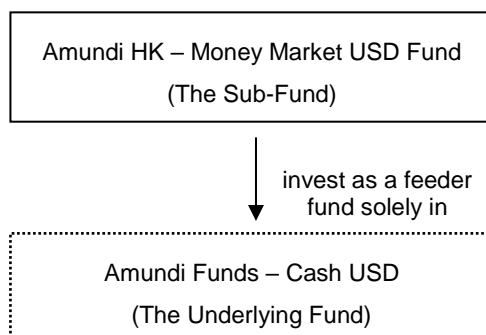 Amundi HK – Money Market USD Fund
(The Sub-Fund)
invest as a feeder
fund solely in
Amundi Funds – Cash USD
(The Underlying Fund)